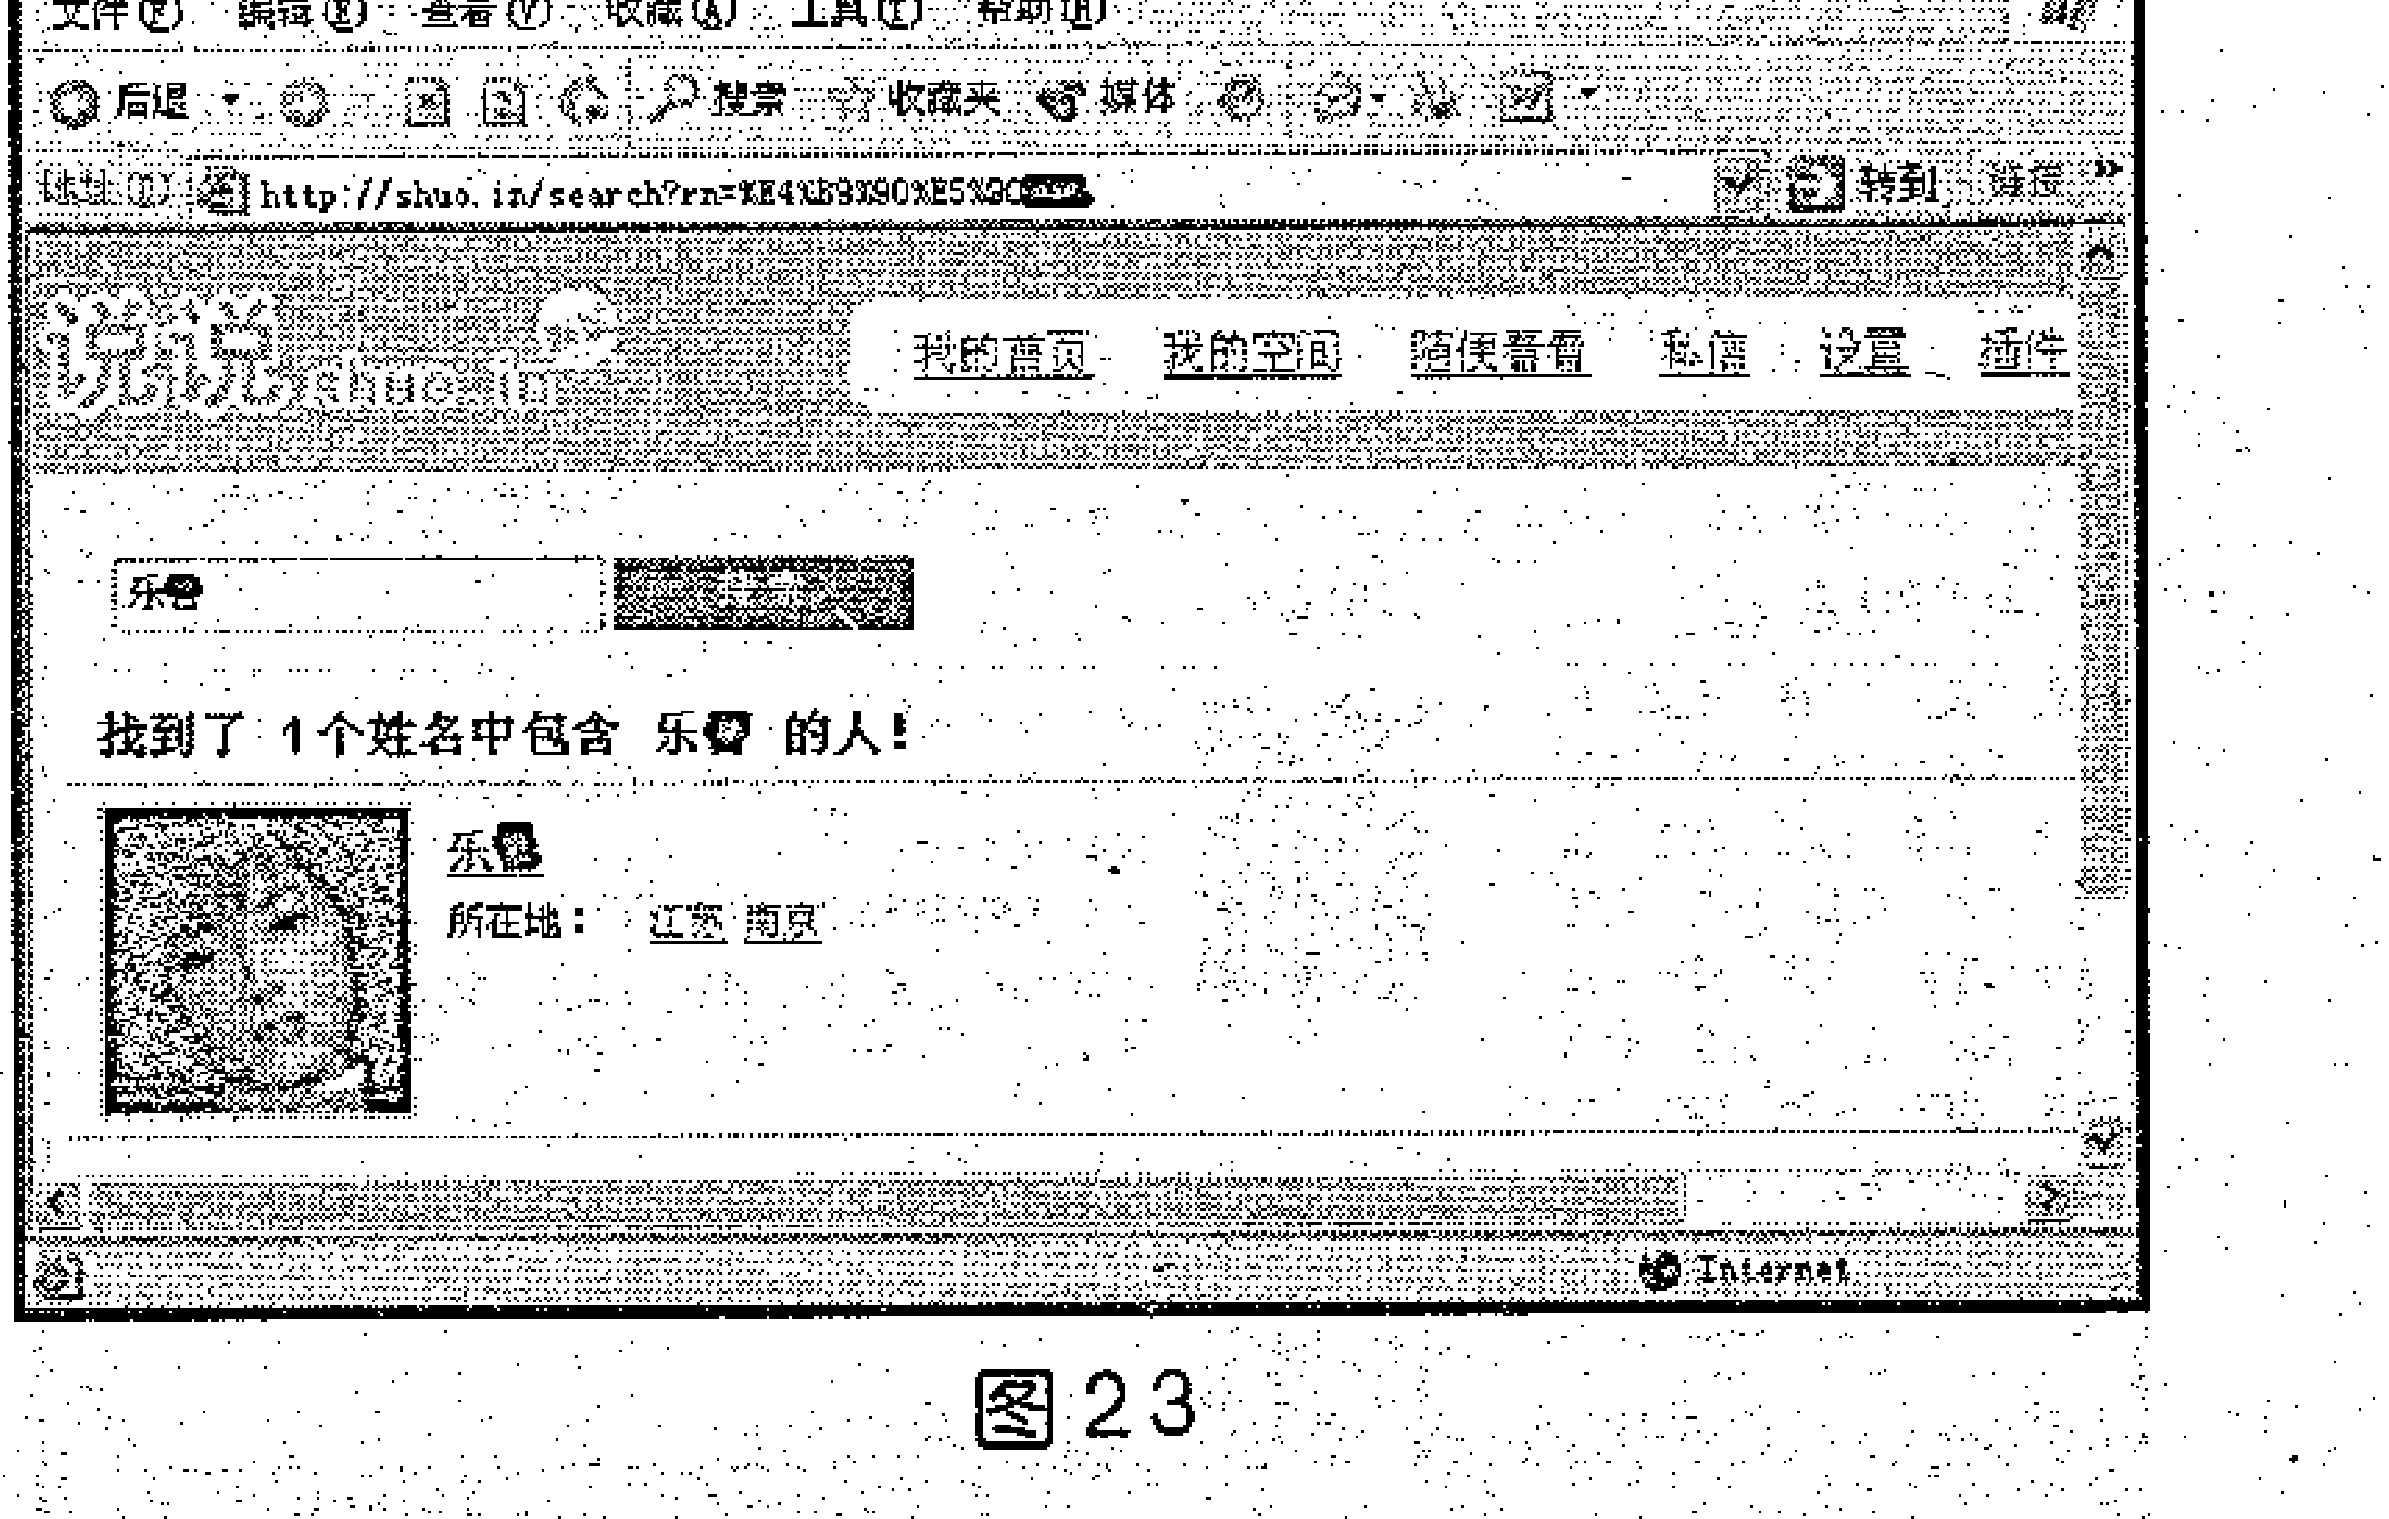 文件(F) 编辑(E) 查看(V) 收藏(A) 工具(T) 帮助(H)
后退 搜索 收藏夹 媒体
地址(D) http://shuo.in/search?rn=%E4%B9%90%E5%90 转到 链接 »
说说 shuo.in 我的首页 我的空间 随便看看 私信 设置 插件
乐
找到了 1个姓名中包含 乐 的人!
乐
所在地: 江苏 南京
Internet
图23